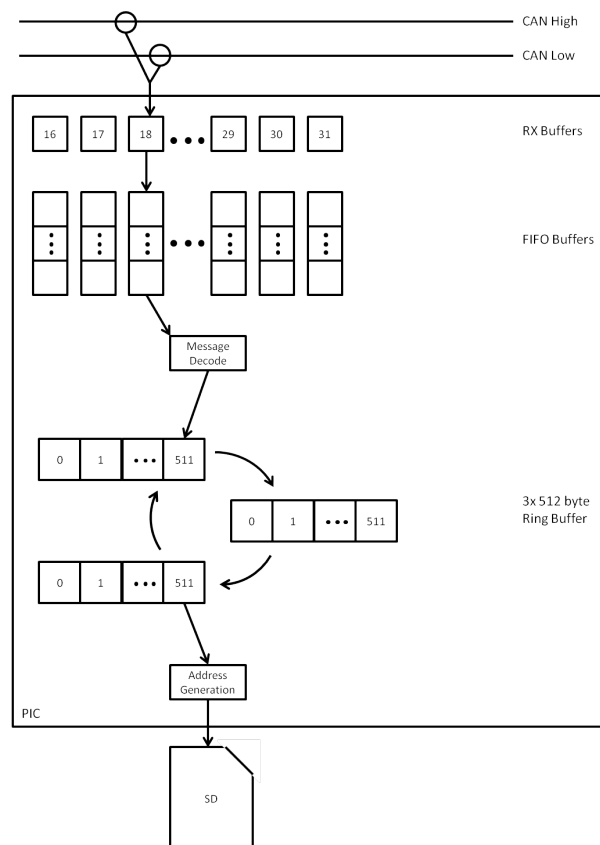 CAN High
CAN Low
16 17 18 ••• 29 30 31 RX Buffers
FIFO Buffers
Message
Decode
0 1 ••• 511
0 1 ••• 511
3x 512 byte
Ring Buffer
0 1 ••• 511
Address
Generation
PIC
SD